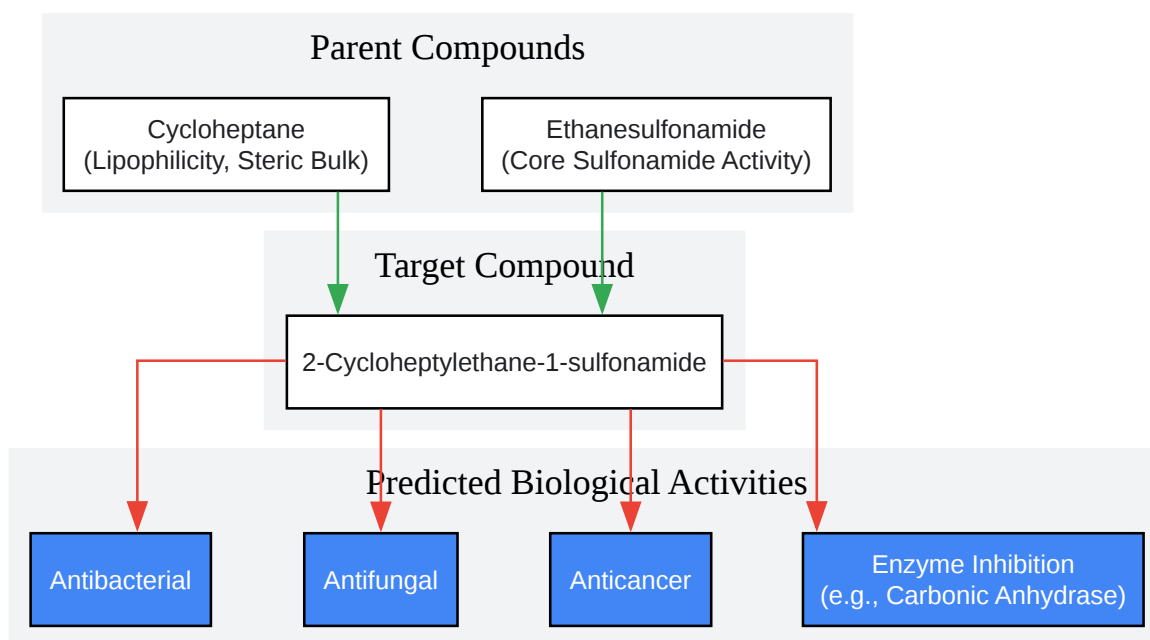 Parent Compounds
Cycloheptane
(Lipophilicity, Steric Bulk)
Ethanesulfonamide
(Core Sulfonamide Activity)
Target Compound
2-Cycloheptylethane-1-sulfonamide
Predicted Biological Activities
Antibacterial
Antifungal
Anticancer
Enzyme Inhibition
(e.g., Carbonic Anhydrase)